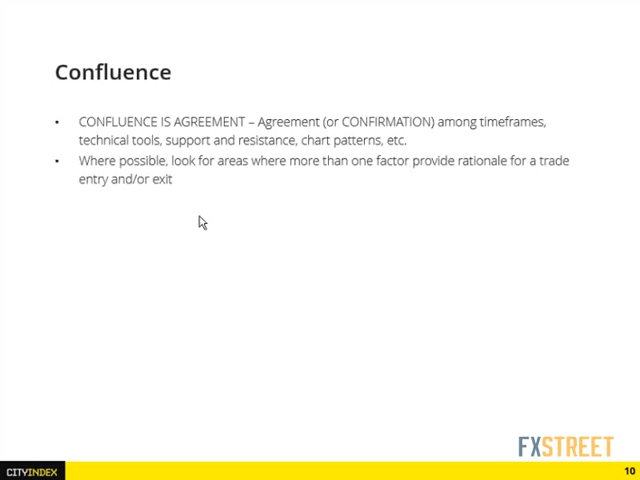 Confluence
• CONFLUENCE IS AGREEMENT – Agreement (or CONFIRMATION) among timeframes,
technical tools, support and resistance, chart patterns, etc.
• Where possible, look for areas where more than one factor provide rationale for a trade
entry and/or exit
FXSTREET
CITYINDEX
10